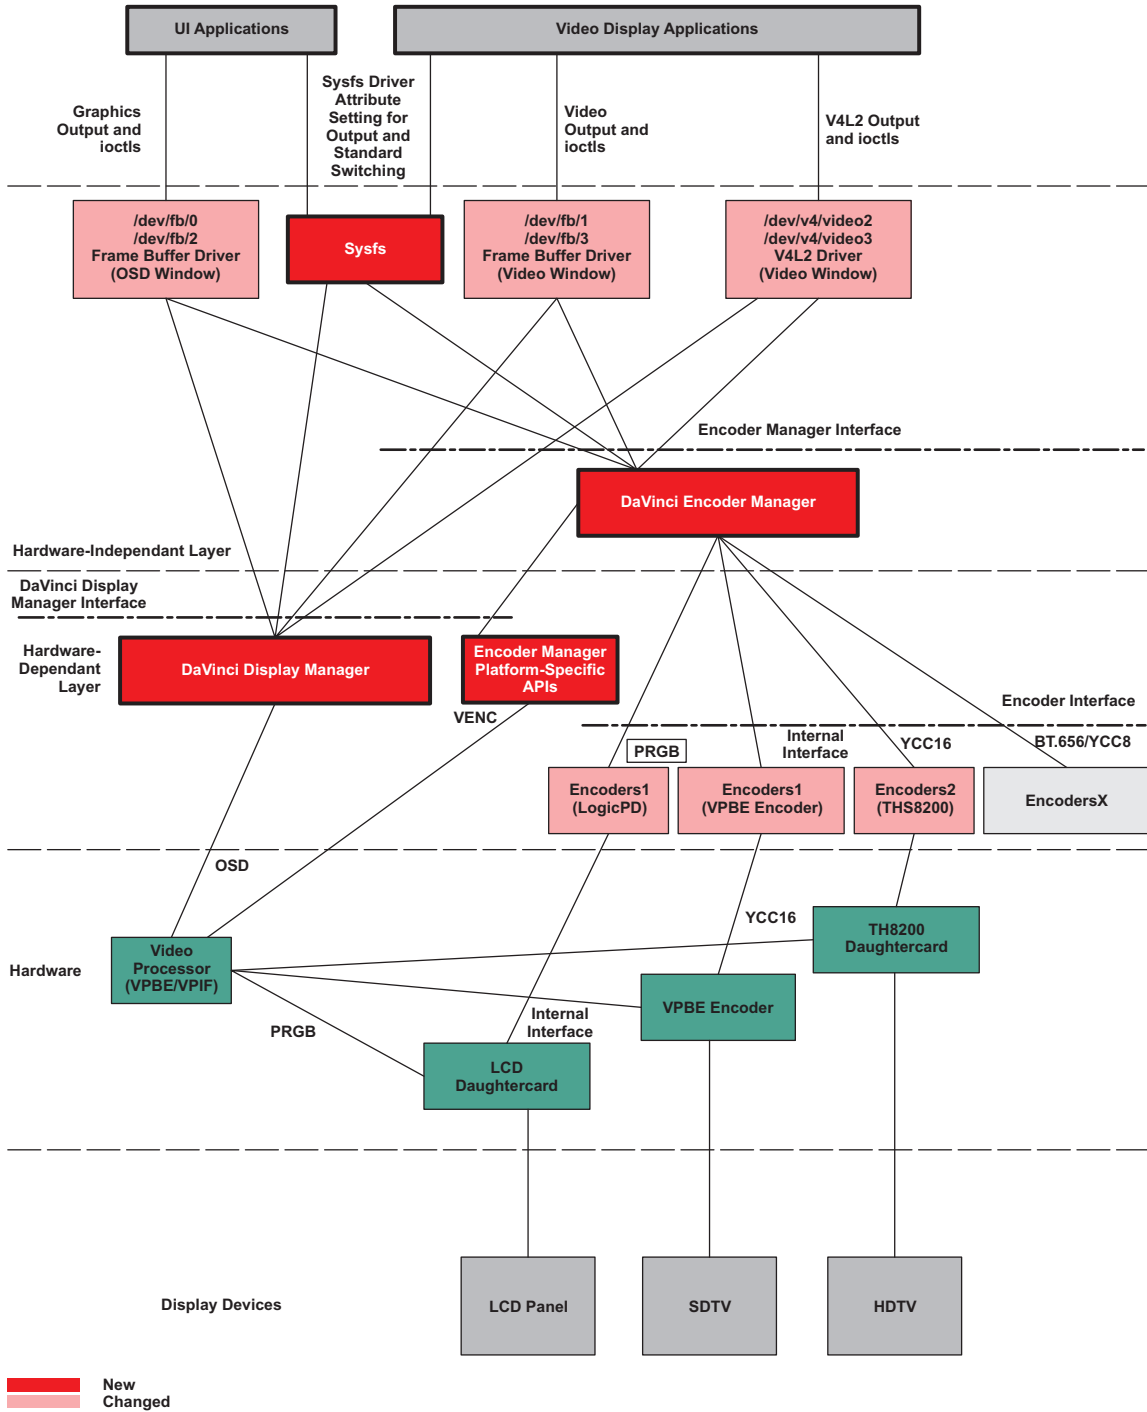 UI Applications
Video Display Applications
Graphics
Output and
ioctls
Sysfs Driver
Attribute
Setting for
Output and
Standard
Switching
Video
Output and
ioctls
V4L2 Output
and ioctls
/dev/fb/0
/dev/fb/2
Frame Buffer Driver
(OSD Window)
Sysfs
/dev/fb/1
/dev/fb/3
Frame Buffer Driver
(Video Window)
/dev/v4/video2
/dev/v4/video3
V4L2 Driver
(Video Window)
Encoder Manager Interface
DaVinci Encoder Manager
Hardware-Independant Layer
DaVinci Display
Manager Interface
Hardware-
Dependant
Layer
DaVinci Display Manager
Encoder Manager
Platform-Specific
APIs
VENC
Encoder Interface
PRGB
Internal
Interface
YCC16
BT.656/YCC8
Encoders1
(LogicPD)
Encoders1
(VPBE Encoder)
Encoders2
(THS8200)
EncodersX
OSD
YCC16
Hardware
Video
Processor
(VPBE/VPIF)
TH8200
Daughtercard
VPBE Encoder
PRGB
Internal
Interface
LCD
Daughtercard
Display Devices
LCD Panel
SDTV
HDTV
New
Changed